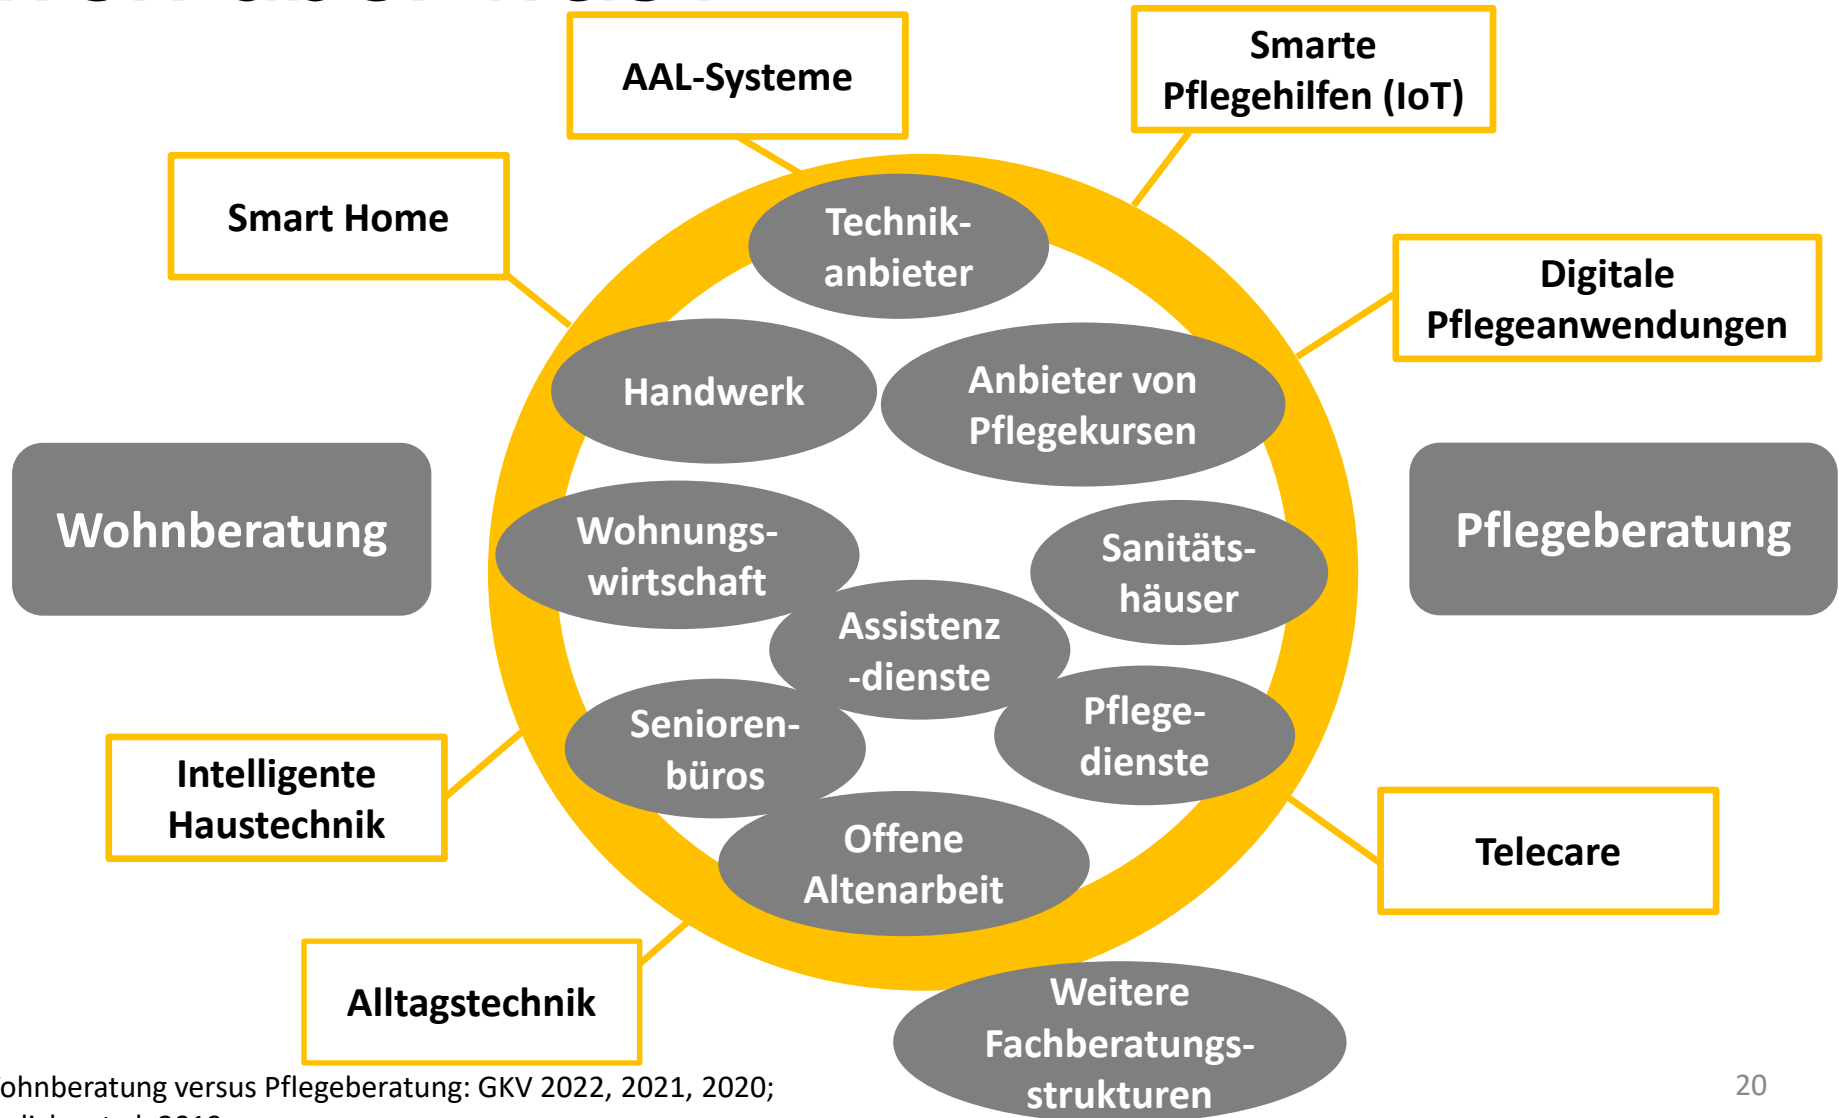 AAL-Systeme
Smarte
Pflegehilfen (IoT)
Smart Home
Technik-
anbieter
Digitale
Pflegeanwendungen
Handwerk
Anbieter von
Pflegekursen
Wohnberatung
Wohnungs-
wirtschaft
Sanitäts-
häuser
Pflegeberatung
Assistenz
-dienste
Senioren-
büros
Pflege-
dienste
Intelligente
Haustechnik
Offene
Altenarbeit
Telecare
Alltagstechnik
Weitere
Fachberatungs-
strukturen
ohnberatung versus Pflegeberatung: GKV 2022, 2021, 2020;
20